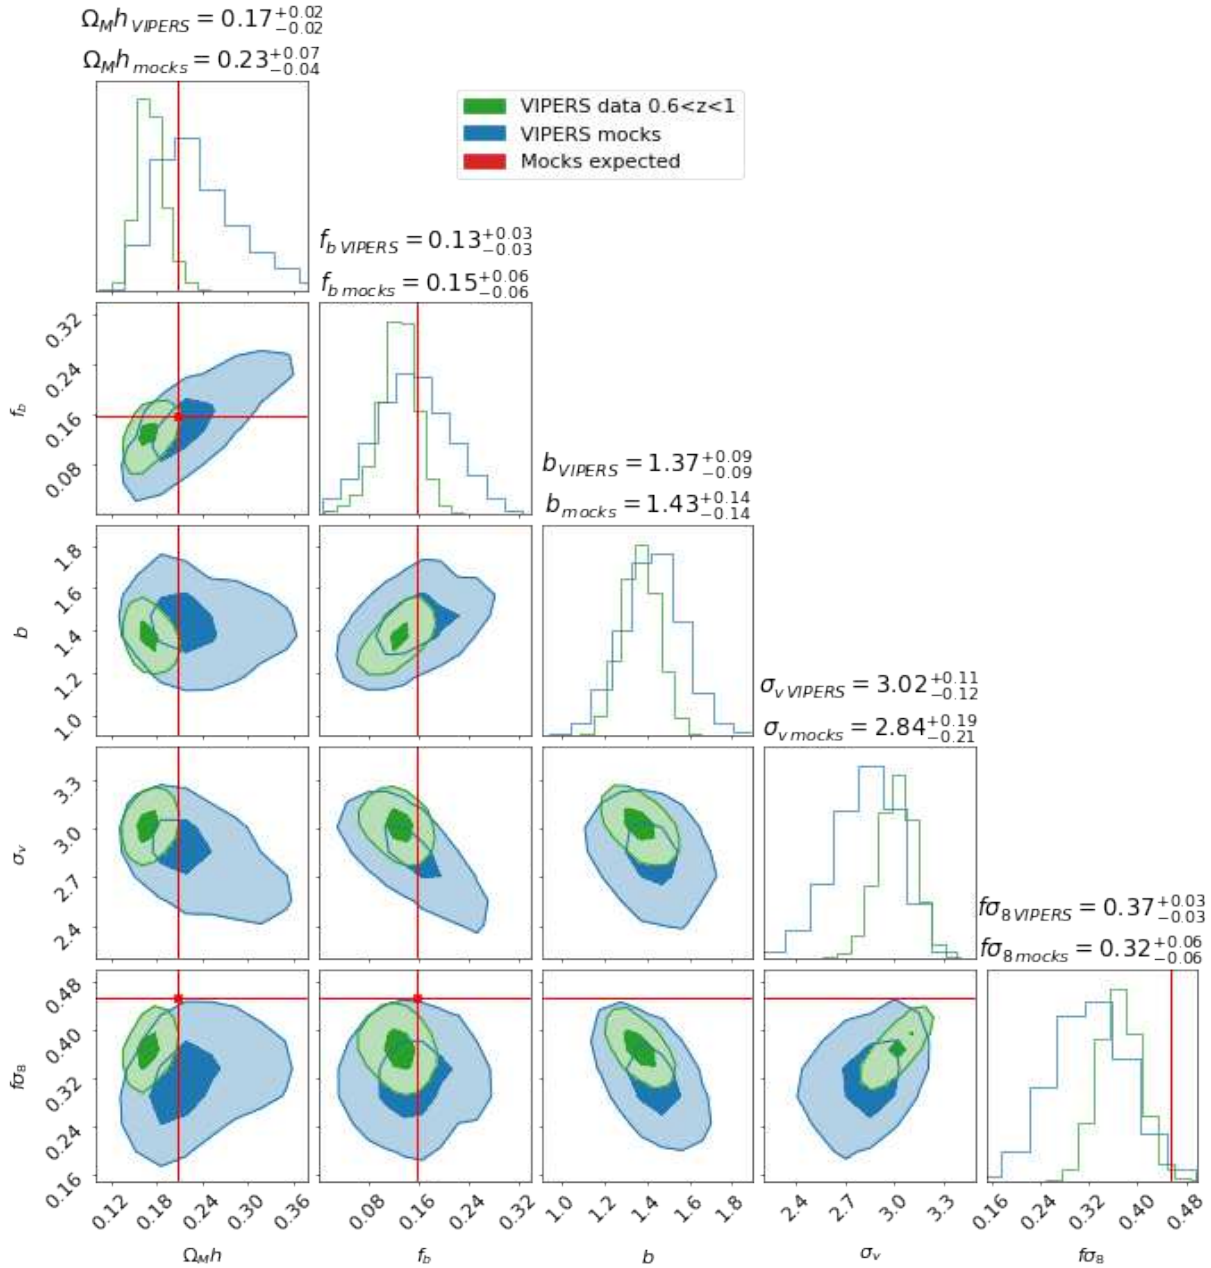 Ω_M h_VIPERS = 0.17^{+0.02}_{−0.02}
Ω_M h_mocks = 0.23^{+0.07}_{−0.04}
VIPERS data 0.6<z<1
VIPERS mocks
Mocks expected
f_b VIPERS = 0.13^{+0.03}_{−0.03}
f_b mocks = 0.15^{+0.06}_{−0.06}
0.32
0.24
0.16
0.08
f_b
b_VIPERS = 1.37^{+0.09}_{−0.09}
b_mocks = 1.43^{+0.14}_{−0.14}
1.8
1.6
1.4
1.2
1.0
b
σ_v VIPERS = 3.02^{+0.11}_{−0.12}
σ_v mocks = 2.84^{+0.19}_{−0.21}
3.3
3.0
2.7
2.4
σ_v
fσ_8 VIPERS = 0.37^{+0.03}_{−0.03}
fσ_8 mocks = 0.32^{+0.06}_{−0.06}
0.48
0.40
0.32
0.24
0.16
fσ_8
0.12 0.18 0.24 0.30 0.36
0.08 0.16 0.24 0.32
1.0 1.2 1.4 1.6 1.8
2.4 2.7 3.0 3.3
0.16 0.24 0.32 0.40 0.48
Ω_M h
f_b
b
σ_v
fσ_8